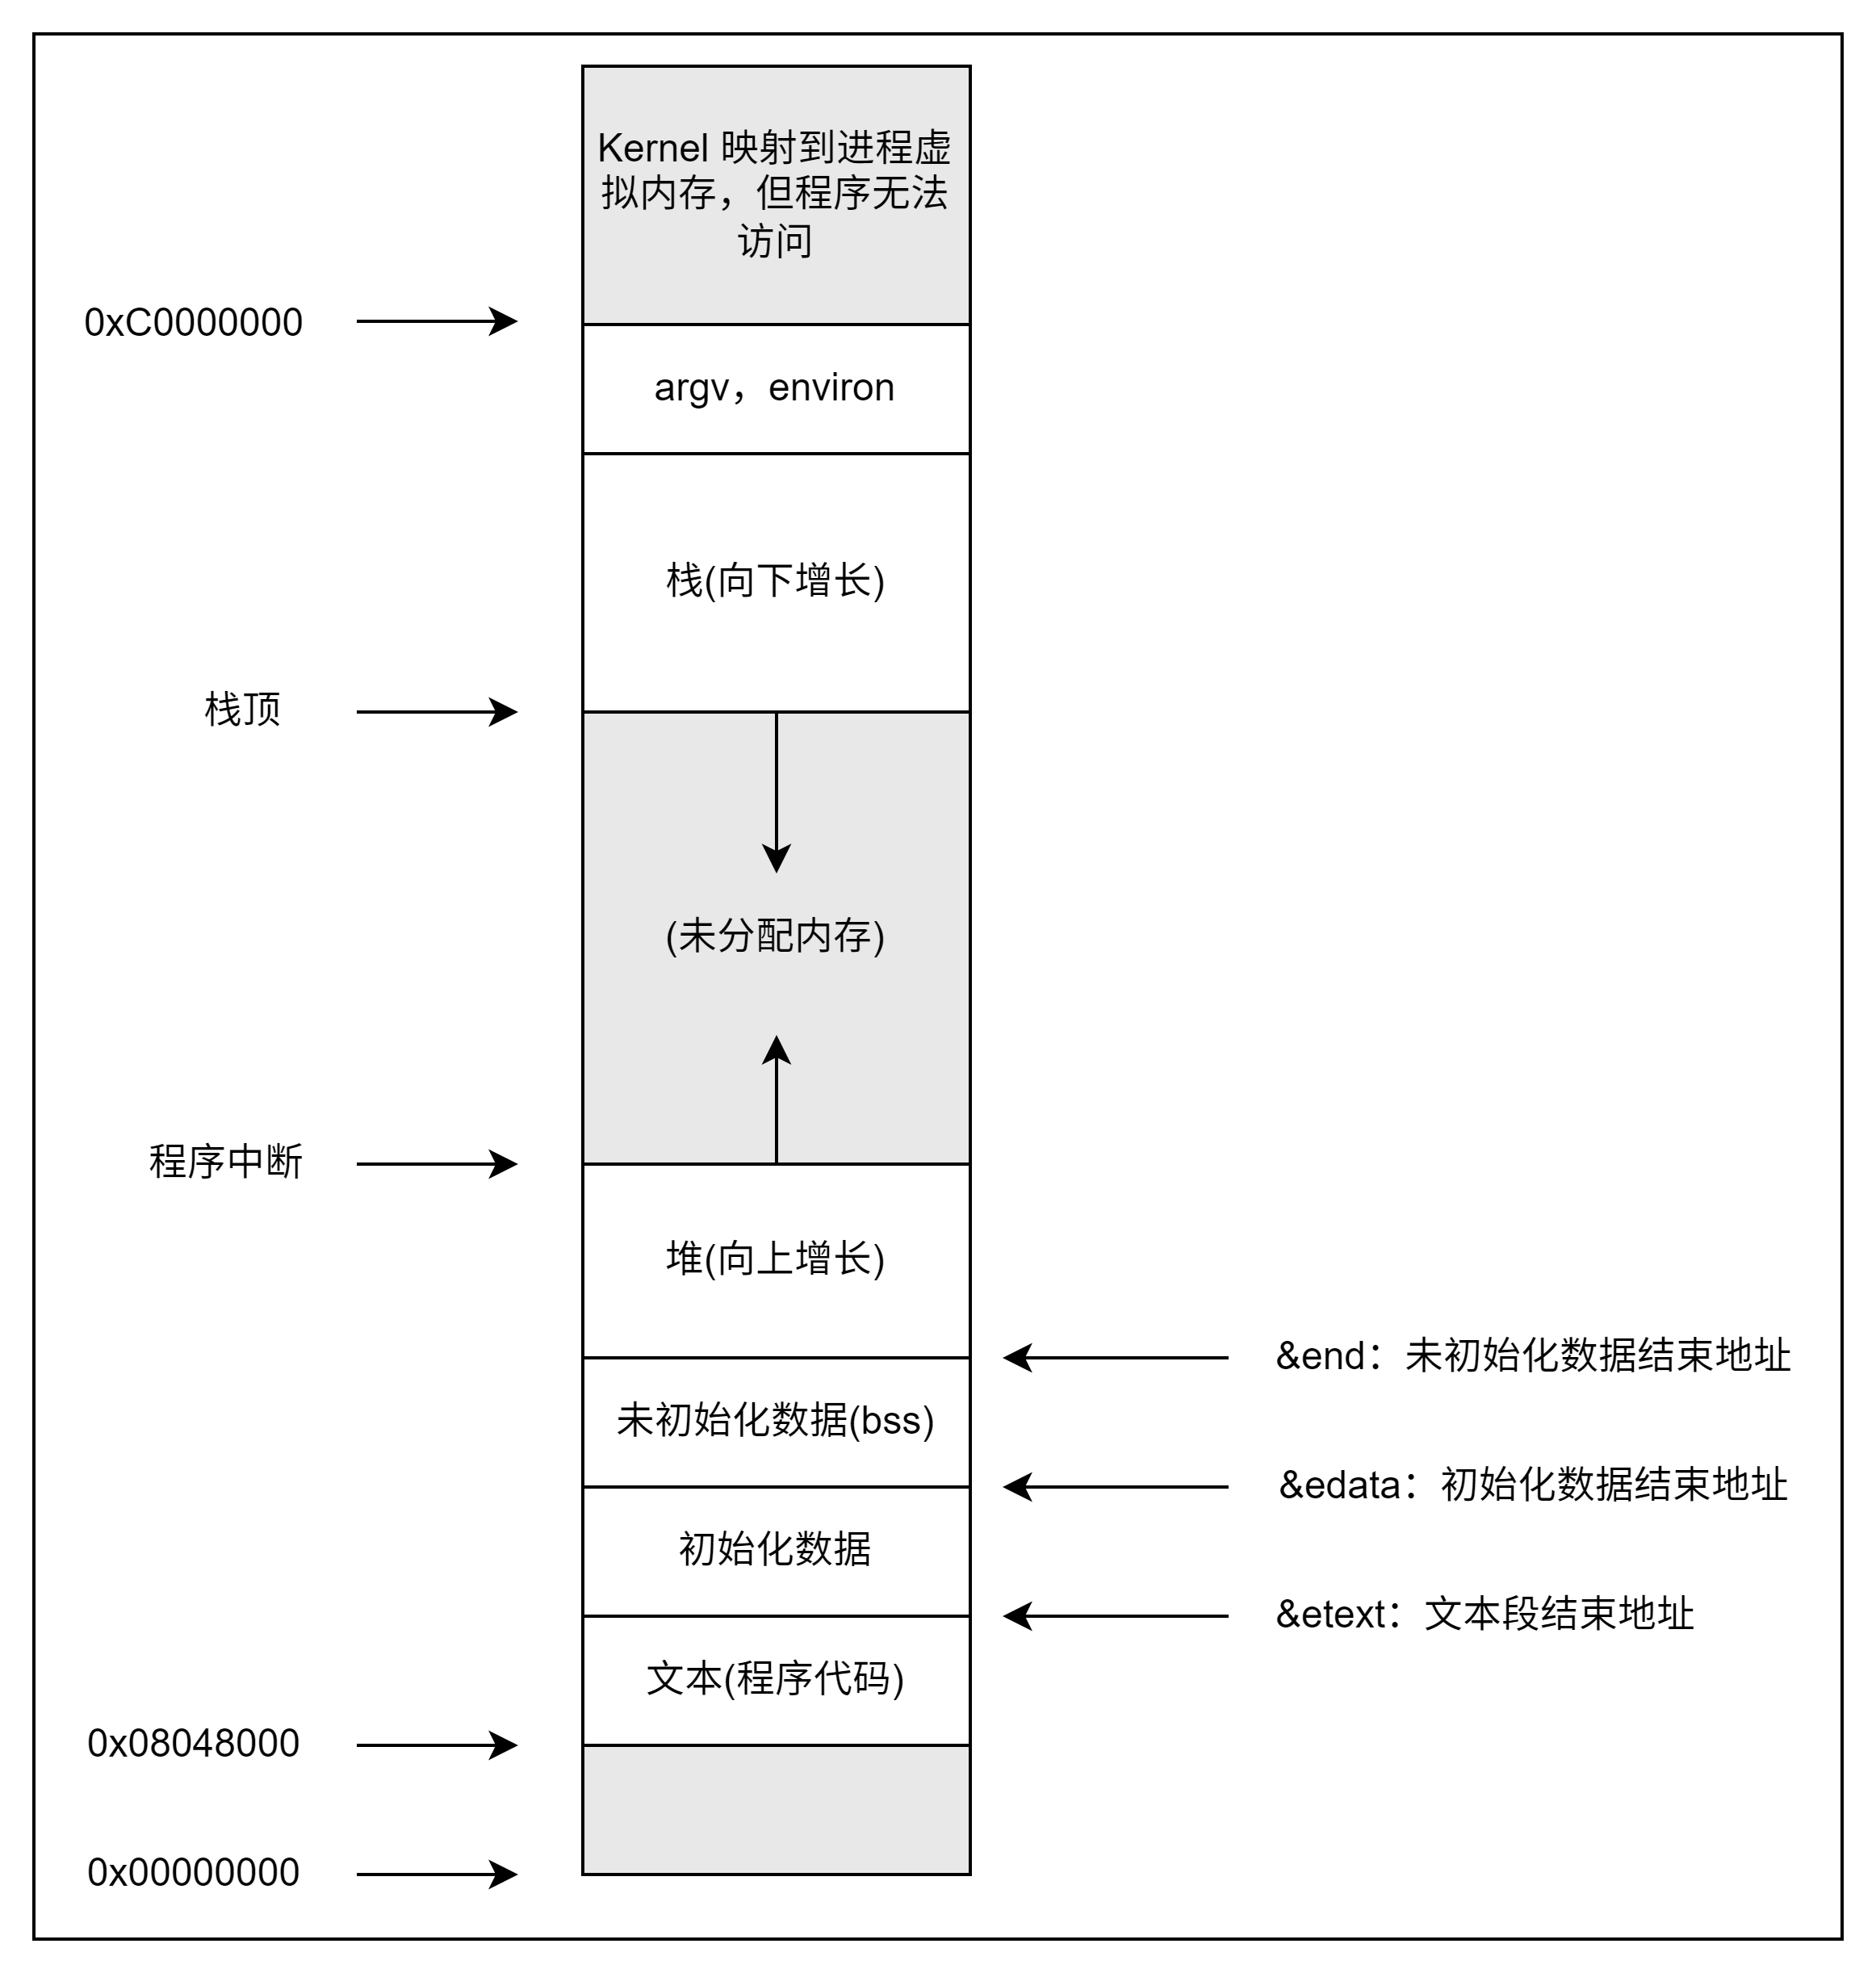 Kernel 映射到进程虚
拟内存，但程序无法
访问
0xC0000000
argv，environ
栈(向下增长)
栈顶
(未分配内存)
程序中断
堆(向上增长)
&end：未初始化数据结束地址
未初始化数据(bss)
&edata：初始化数据结束地址
初始化数据
&etext：文本段结束地址
文本(程序代码)
0x08048000
0x00000000